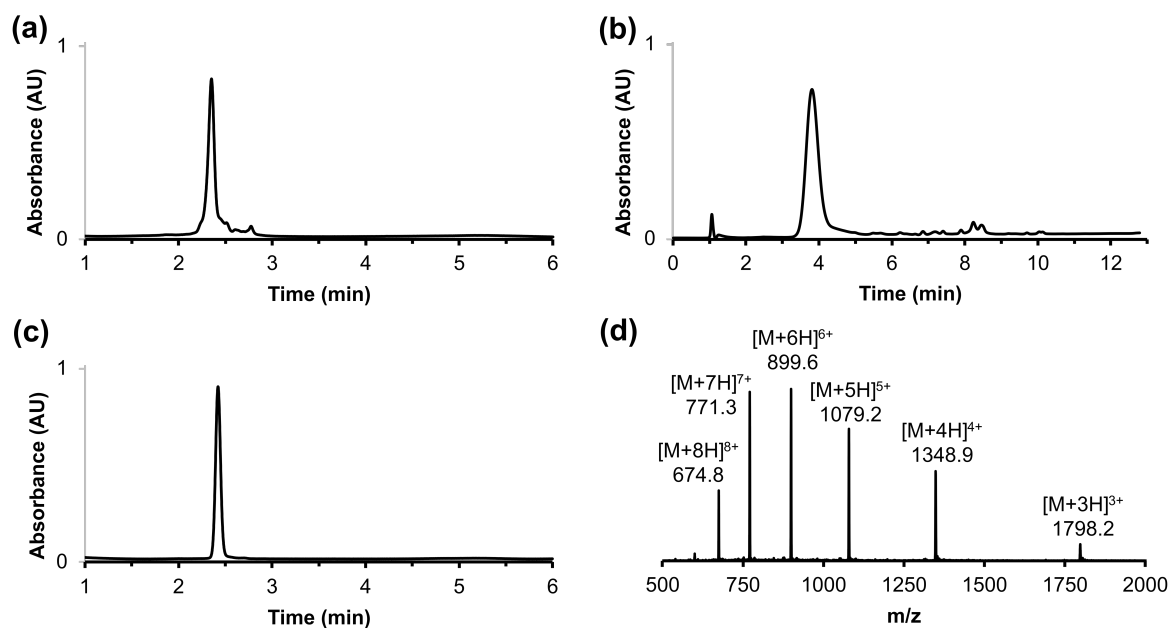 (a)
Absorbance (AU)
1
0
1 2 3 4 5 6
Time (min)
(b)
Absorbance (AU)
1
0
0 2 4 6 8 10 12
Time (min)
(c)
Absorbance (AU)
1
0
1 2 3 4 5 6
Time (min)
(d)
[M+6H]⁶⁺
899.6
[M+7H]⁷⁺
771.3
[M+5H]⁵⁺
1079.2
[M+8H]⁸⁺
674.8
[M+4H]⁴⁺
1348.9
[M+3H]³⁺
1798.2
500 750 1000 1250 1500 1750 2000
m/z